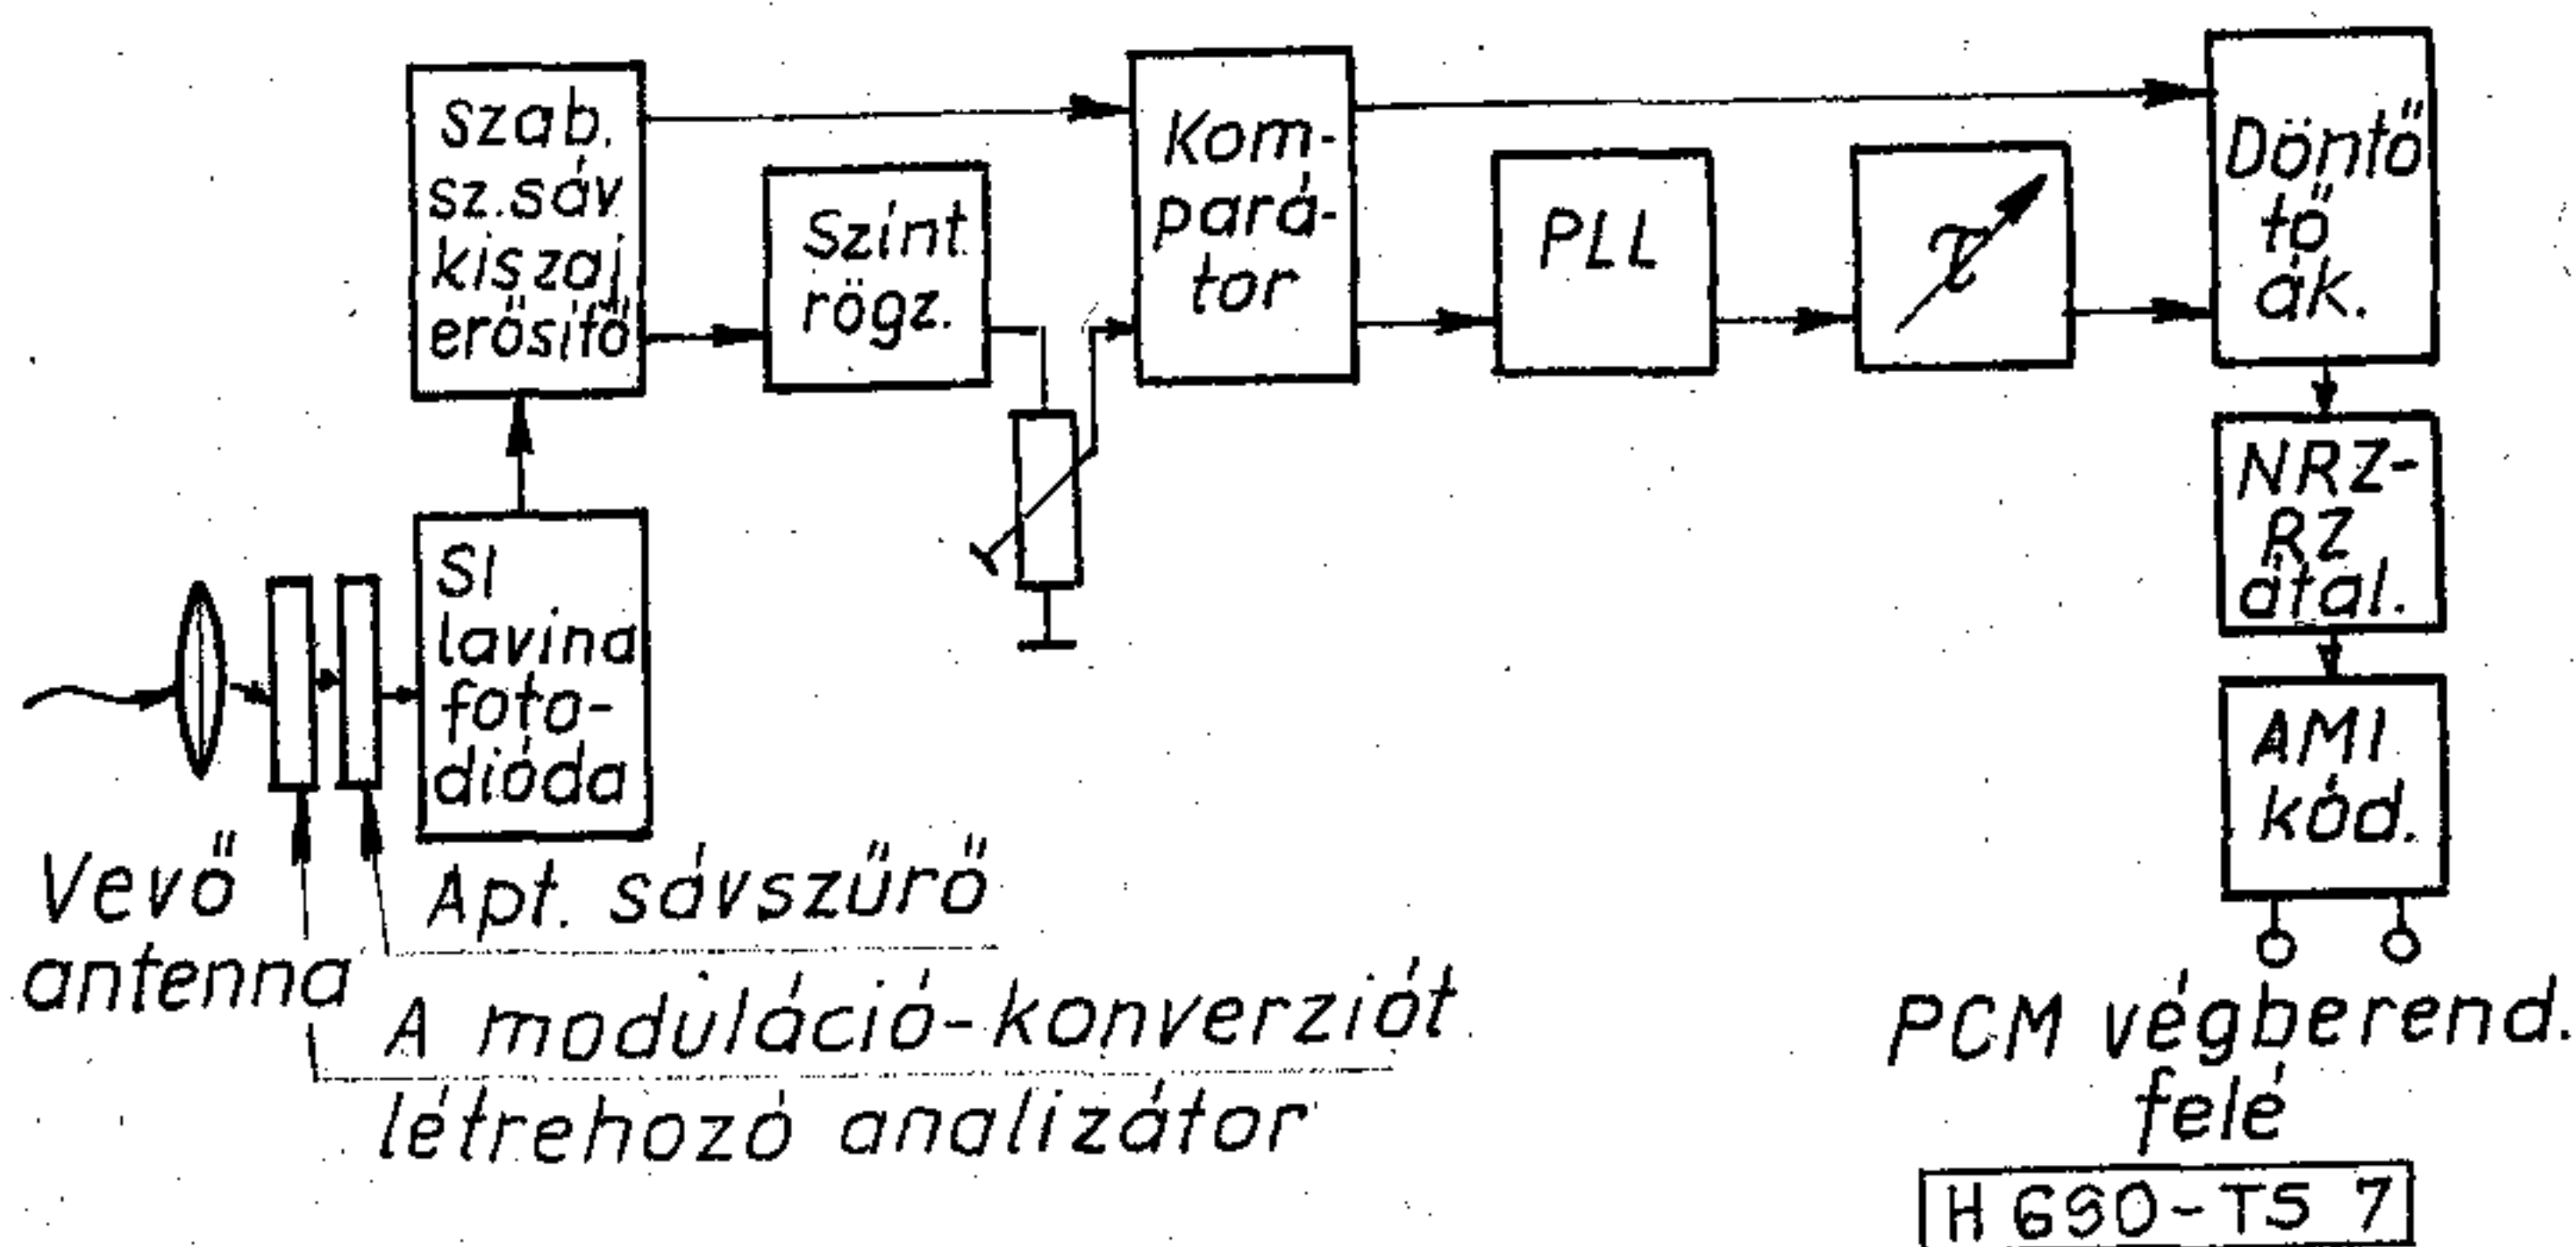 szab.
sz.sáv
kiszaj
erősítő
Színt
rögz.
Kom-
pará-
tor
PLL
τ
Döntő
tő
ák.
NRZ-
RZ
átal.
AMI
kód.
SI
lavina
foto-
dióda
Vevő
antenna
Apt. sávszűrő
A moduláció-konverziót
létrehozó analizátor
PCM végberend.
felé
H 690-TS 7